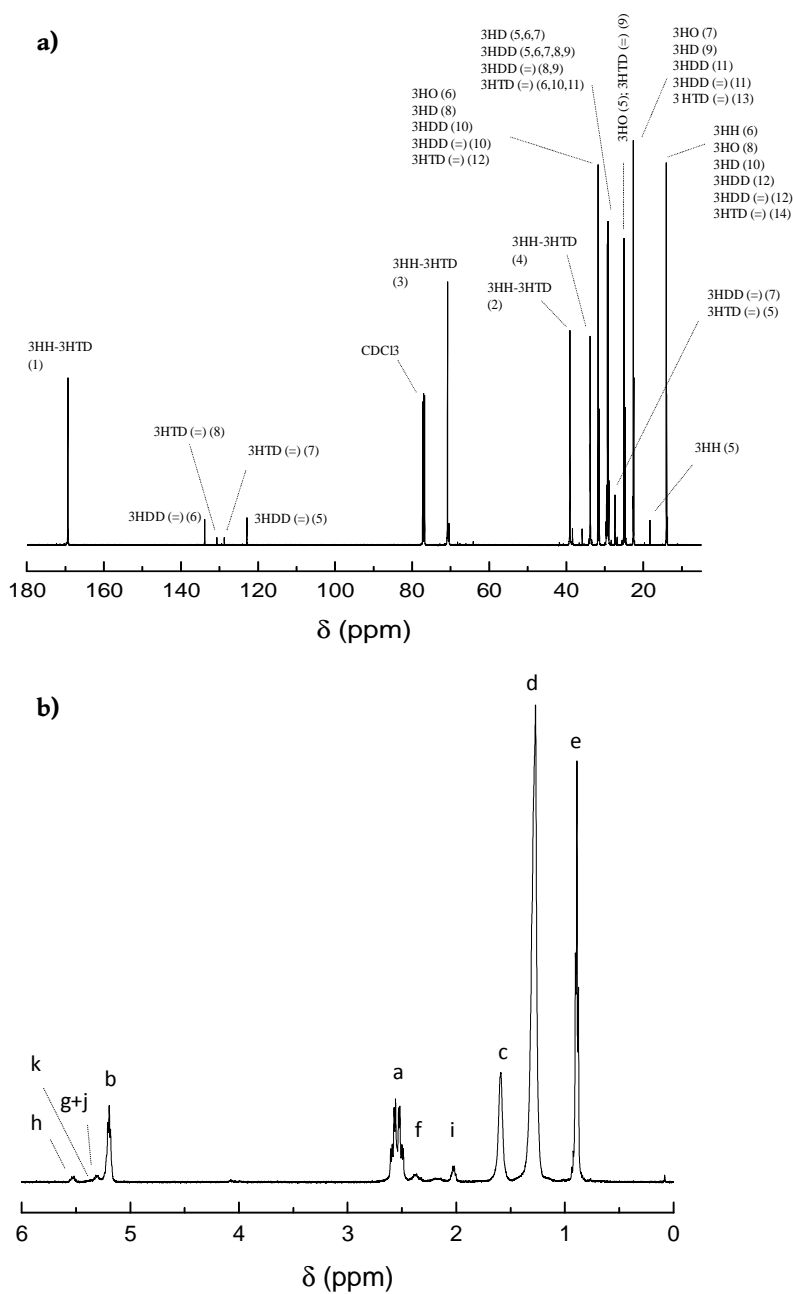 a)
3HD (5,6,7)
3HDD (5,6,7,8,9)
3HDD (=) (8,9)
3HTD (=) (6,10,11)
3HO (5); 3HTD (=) (9)
3HO (7)
3HD (9)
3HDD (11)
3HDD (=) (11)
3 HTD (=) (13)
3HO (6)
3HD (8)
3HDD (10)
3HDD (=) (10)
3HTD (=) (12)
3HH (6)
3HO (8)
3HD (10)
3HDD (12)
3HDD (=) (12)
3HTD (=) (14)
3HH-3HTD
(4)
3HH-3HTD
(3)
3HH-3HTD
(2)
3HDD (=) (7)
3HTD (=) (5)
3HH-3HTD
(1)
CDCl3
3HTD (=) (8)
3HTD (=) (7)
3HH (5)
3HDD (=) (6)
3HDD (=) (5)
180 160 140 120 100 80 60 40 20
δ (ppm)
b)
d
e
k
g+j
b
a
c
h
f
i
6 5 4 3 2 1 0
δ (ppm)